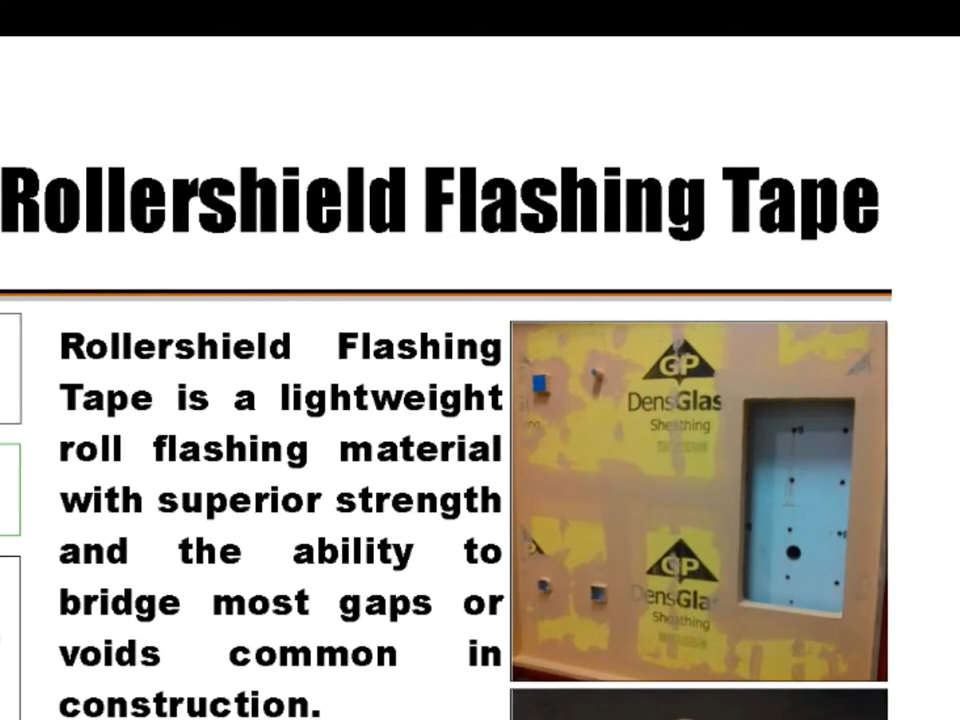 Rollershield Flashing Tape
Rollershield Flashing
Tape is a lightweight
roll flashing material
with superior strength
and the ability to
bridge most gaps or
voids common in
construction.
GP
DensGlas
Sheathing
GP
DensGla
Sheathing